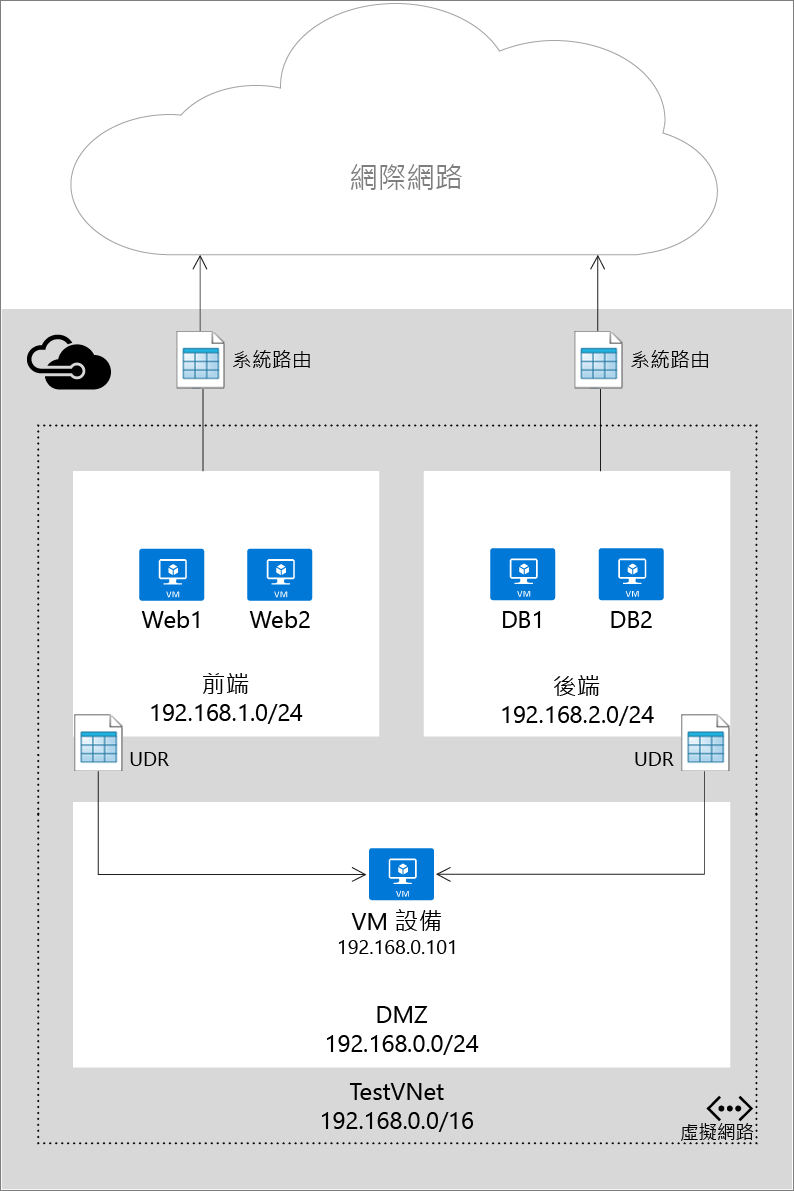 網際網路
系統路由
系統路由
VM
VM
VM
VM
Web1
Web2
DB1
DB2
前端
192.168.1.0/24
後端
192.168.2.0/24
UDR
UDR
VM
VM 設備
192.168.0.101
DMZ
192.168.0.0/24
TestVNet
192.168.0.0/16
虛擬網路